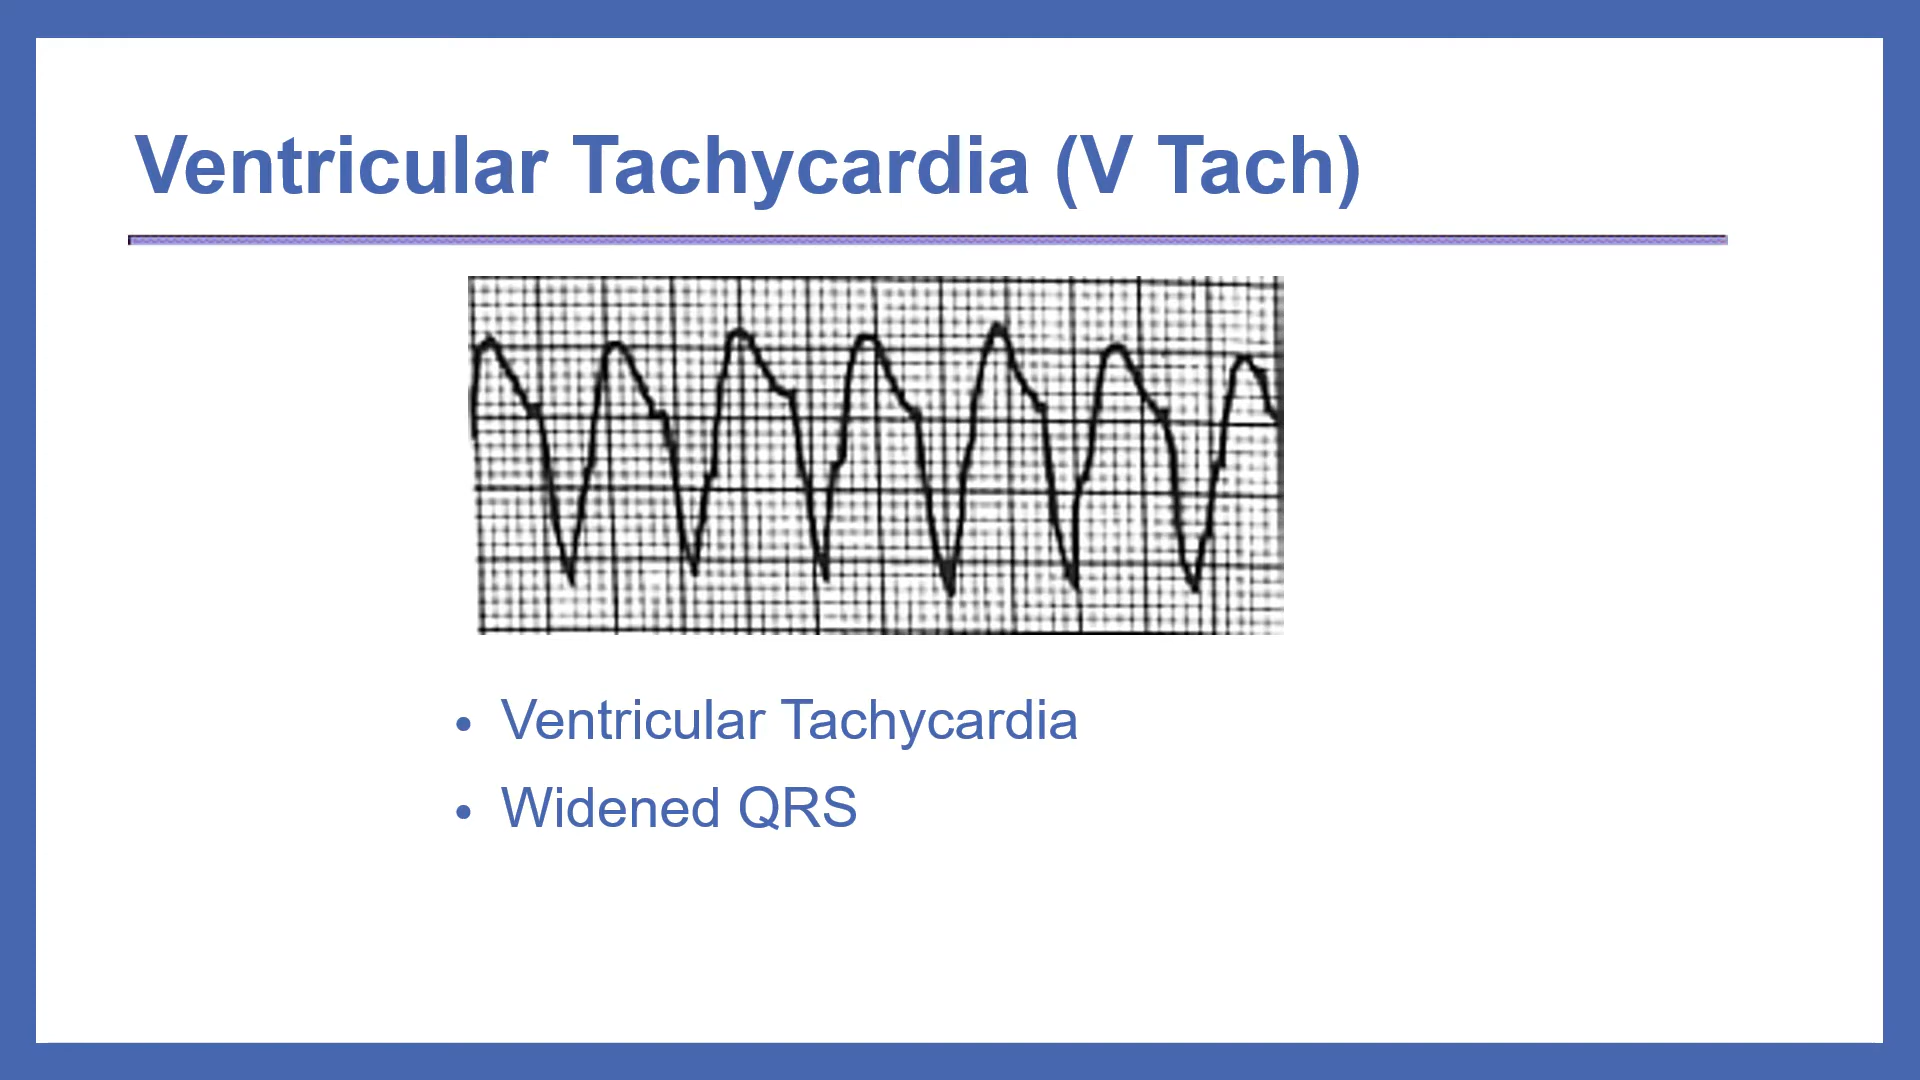 Ventricular Tachycardia (V Tach)
• Ventricular Tachycardia
• Widened QRS